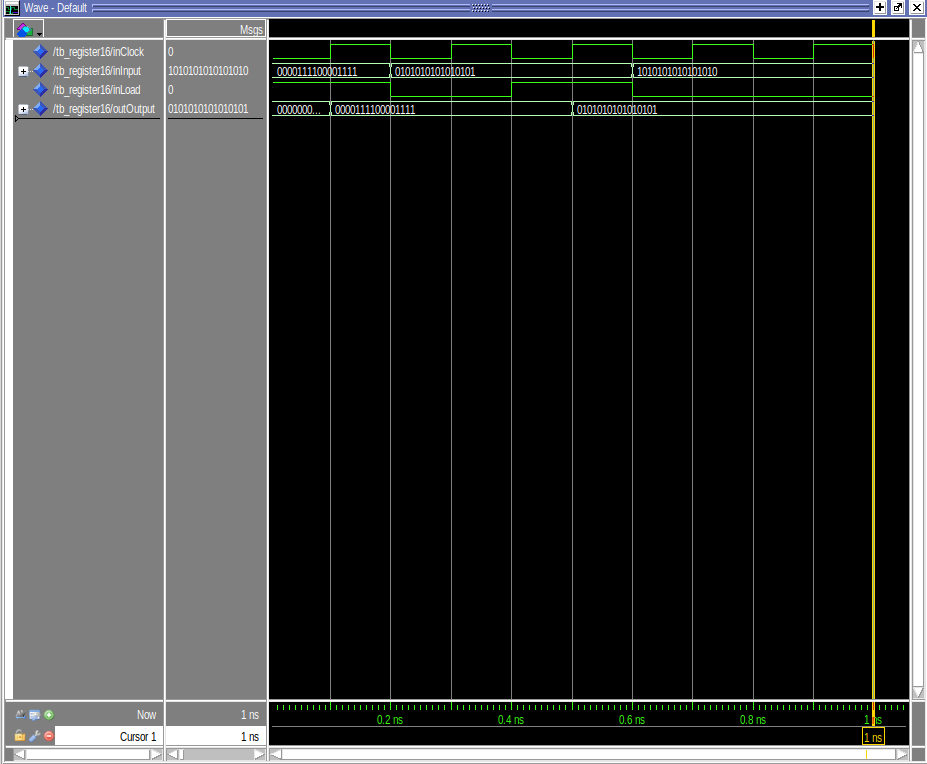 Wave - Default
Msgs
/tb_register16/inClock 0
/tb_register16/inInput 1010101010101010 0000111100001111 0101010101010101 1010101010101010
/tb_register16/inLoad 0
/tb_register16/outOutput 0101010101010101 0000000... 0000111100001111 0101010101010101
Now 1 ns 0.2 ns 0.4 ns 0.6 ns 0.8 ns 1 ns
Cursor 1 1 ns 1 ns